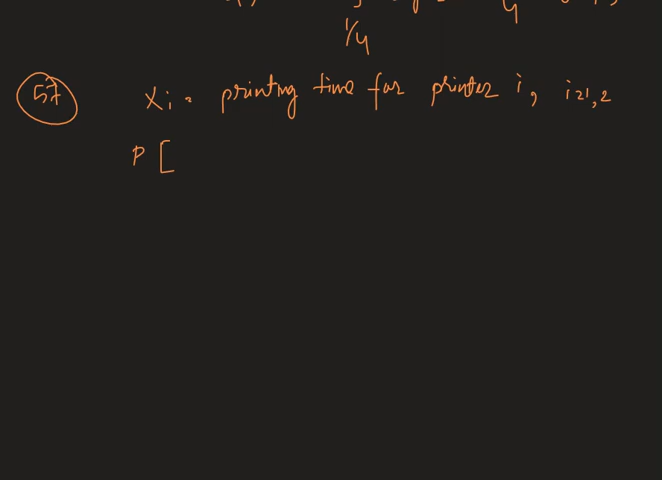 1/4
57 Xi = printing time for printer i, i=1,2
P [